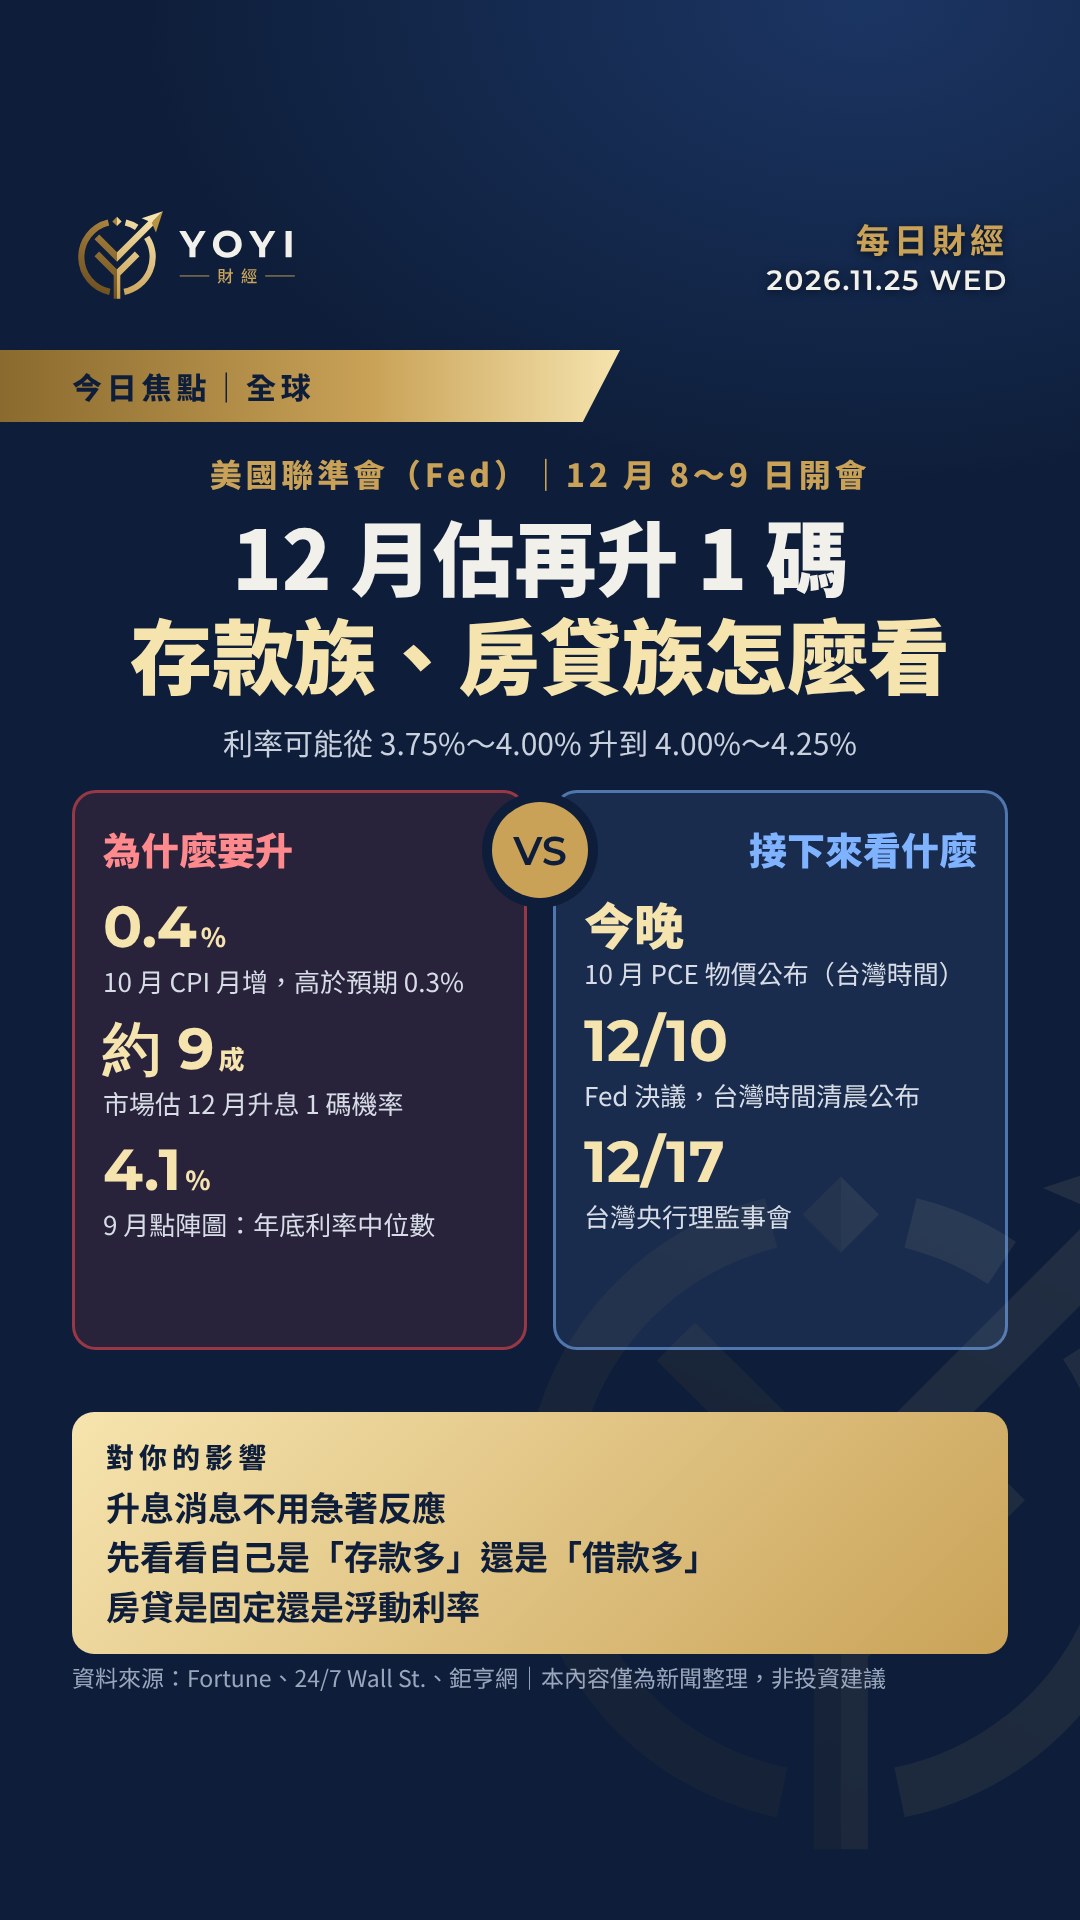 YOYI
財經
每日財經
2026.11.25 WED
今日焦點｜全球
美國聯準會（Fed）｜12 月 8～9 日開會
12 月估再升 1 碼
存款族、房貸族怎麼看
利率可能從 3.75%～4.00% 升到 4.00%～4.25%
VS
為什麼要升
0.4%
10 月 CPI 月增，高於預期 0.3%
約 9成
市場估 12 月升息 1 碼機率
4.1%
9 月點陣圖：年底利率中位數
接下來看什麼
今晚
10 月 PCE 物價公布（台灣時間）
12/10
Fed 決議，台灣時間清晨公布
12/17
台灣央行理監事會
對你的影響
升息消息不用急著反應
先看看自己是「存款多」還是「借款多」
房貸是固定還是浮動利率
資料來源：Fortune、24/7 Wall St.、鉅亨網｜本內容僅為新聞整理，非投資建議